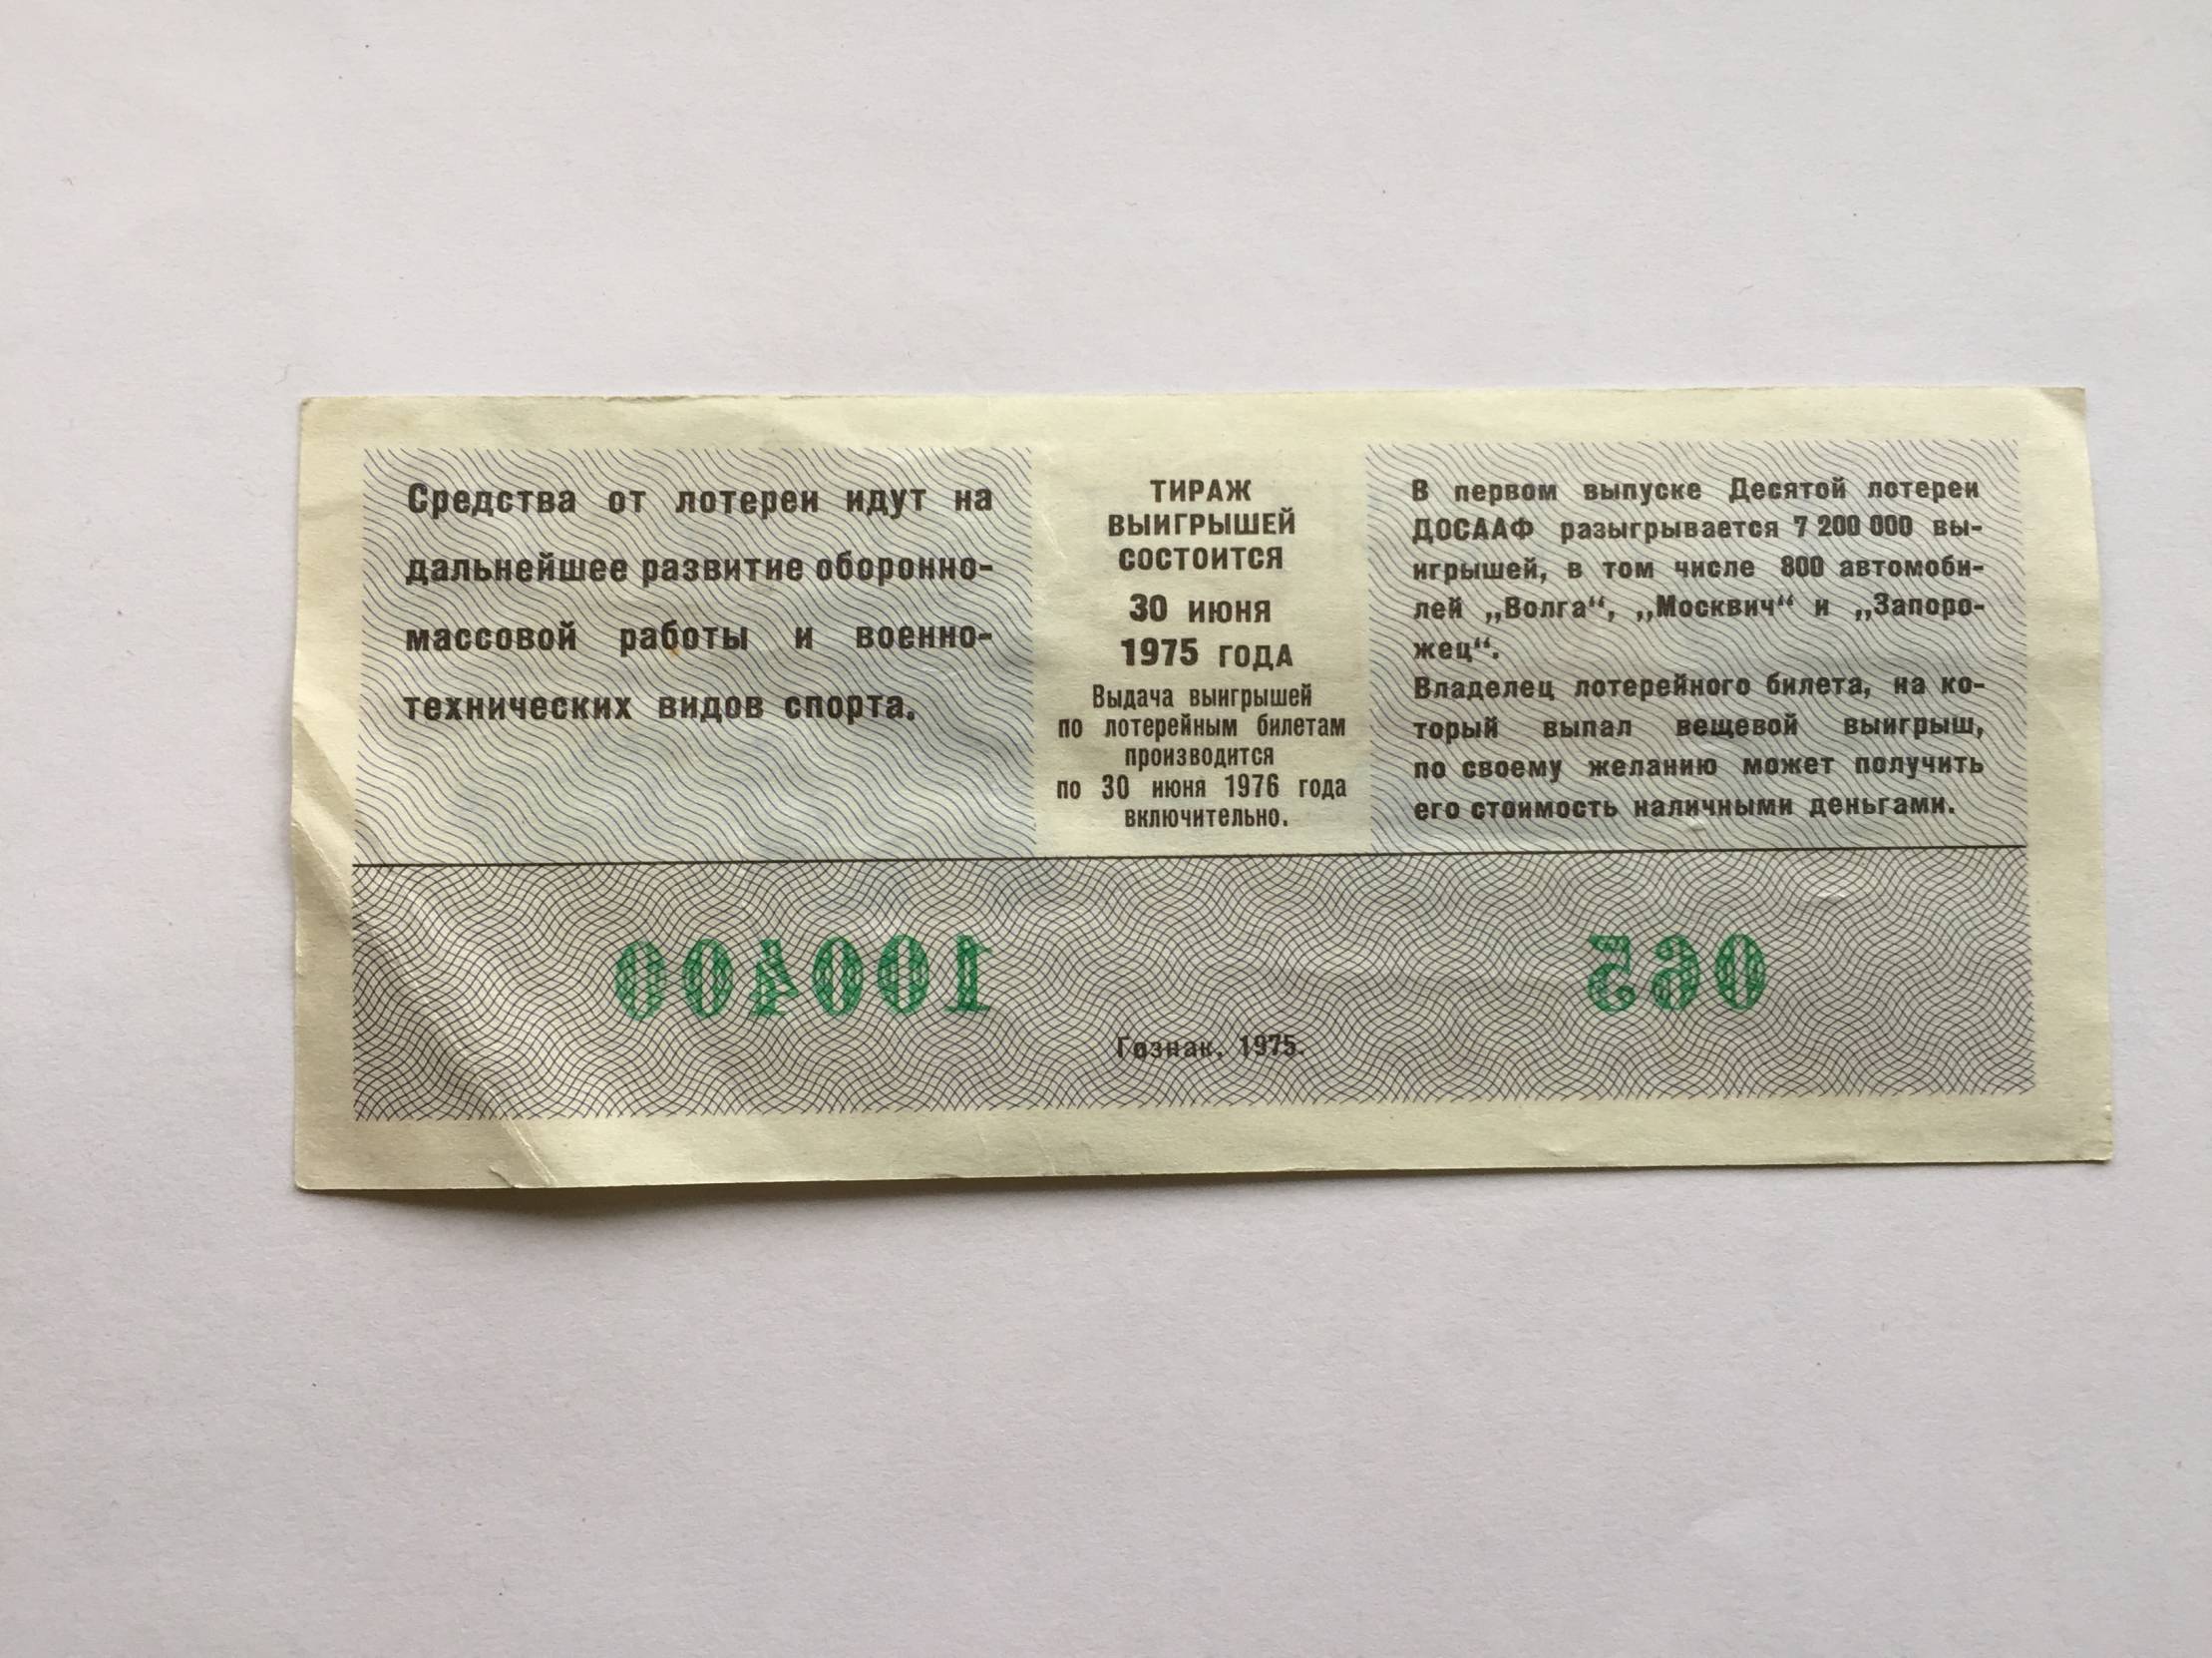 Средства от лотереи идут на
дальнейшее развитие оборонно-
массовой работы и военно-
технических видов спорта.
ТИРАЖ
ВЫИГРЫШЕЙ
СОСТОИТСЯ
30 ИЮНЯ
1975 ГОДА
Выдача выигрышей
по лотерейным билетам
производится
по 30 июня 1976 года
включительно.
В первом выпуске Десятой лотереи
ДОСААФ разыгрывается 7 200 000 вы-
игрышей, в том числе 800 автомоби-
лей „Волга“, „Москвич“ и „Запоро-
жец“.
Владелец лотерейного билета, на ко-
торый выпал вещевой выигрыш,
по своему желанию может получить
его стоимость наличными деньгами.
100400
065
Гознак. 1975.